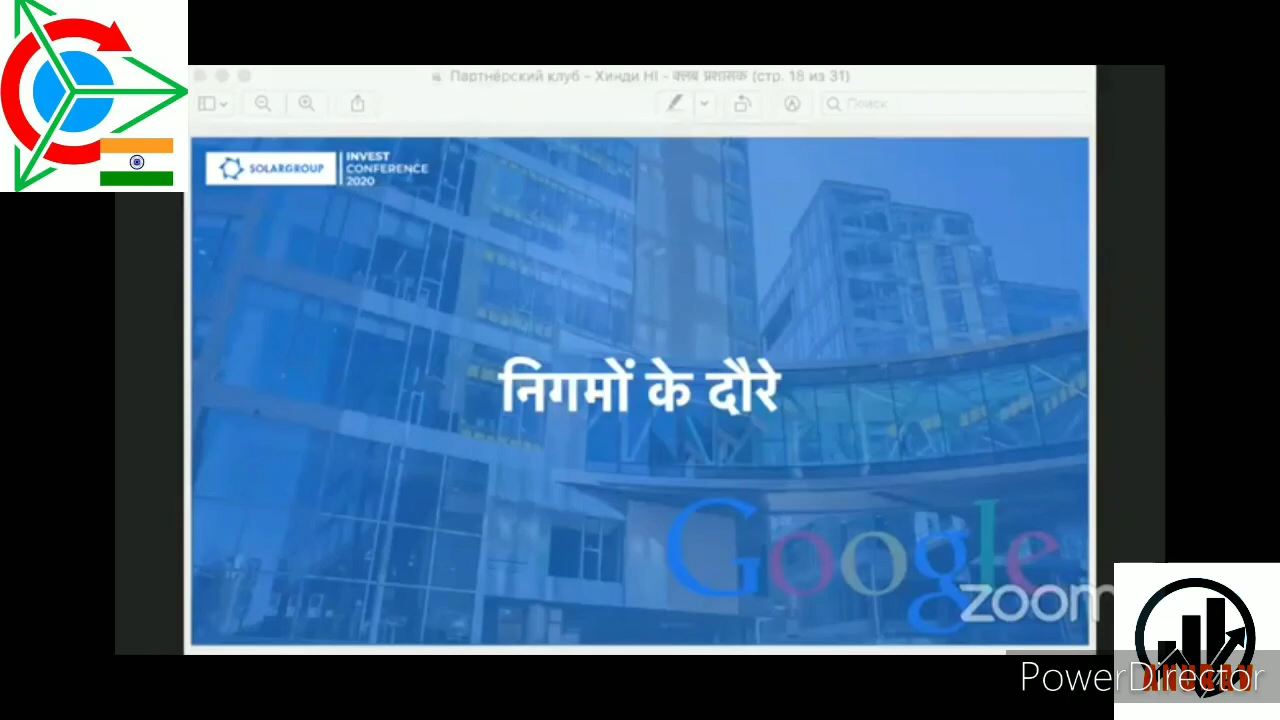 Партнёрский клуб - Хинди HI - क्लब प्रशासक (стр. 18 из 31)
Поиск
SOLARGROUP
INVEST
CONFERENCE
2020
निगमों के दौरे
Google
zoom
PowerDirector